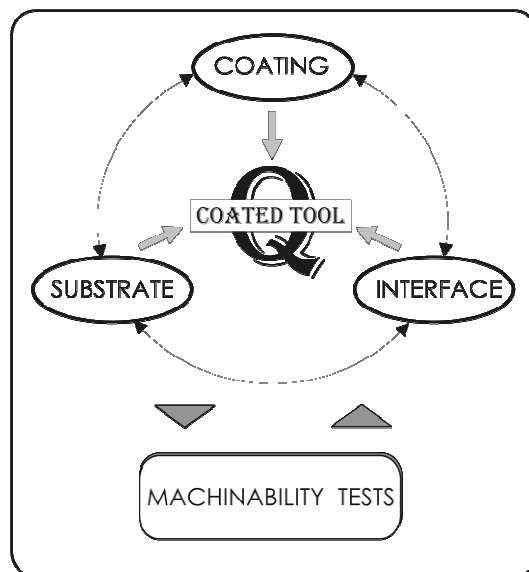 COATING
Q
COATED TOOL
SUBSTRATE
INTERFACE
MACHINABILITY TESTS